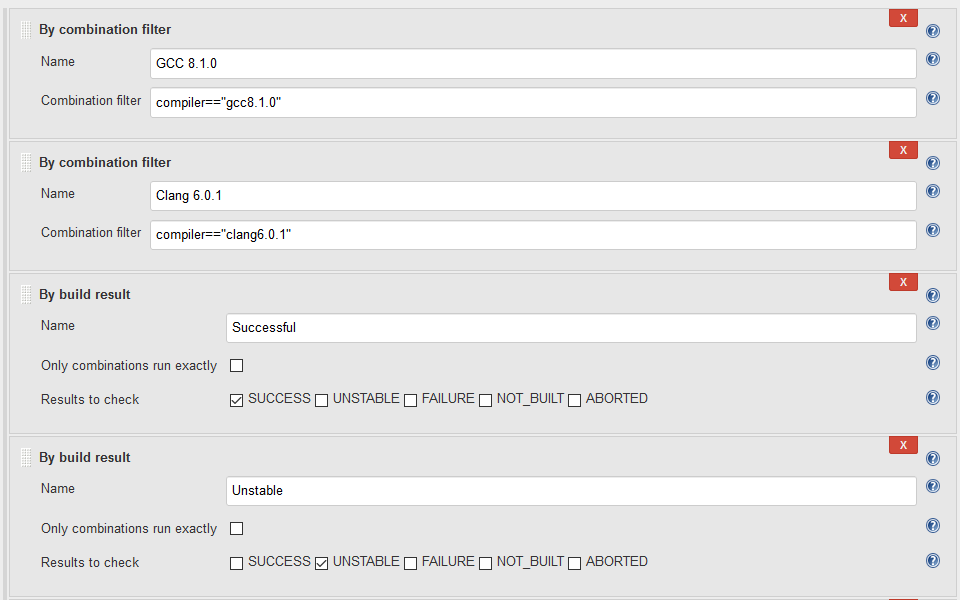 X
By combination filter
?
Name GCC 8.1.0 ?
Combination filter compiler=="gcc8.1.0" ?
X
By combination filter
?
Name Clang 6.0.1 ?
Combination filter compiler=="clang6.0.1" ?
X
By build result
?
Name Successful ?
Only combinations run exactly ?
Results to check SUCCESS UNSTABLE FAILURE NOT_BUILT ABORTED ?
X
By build result
?
Name Unstable ?
Only combinations run exactly ?
Results to check SUCCESS UNSTABLE FAILURE NOT_BUILT ABORTED ?